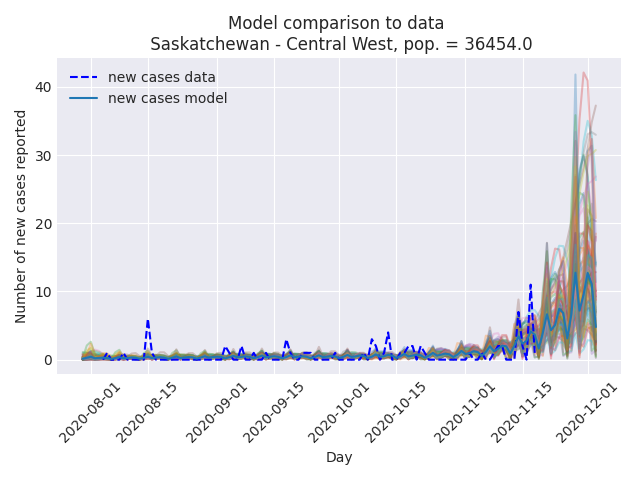 Model comparison to data
Saskatchewan - Central West, pop. = 36454.0
new cases data
new cases model
Number of new cases reported
40
30
20
10
0
2020-08-01
2020-08-15
2020-09-01
2020-09-15
2020-10-01
2020-10-15
2020-11-01
2020-11-15
2020-12-01
Day